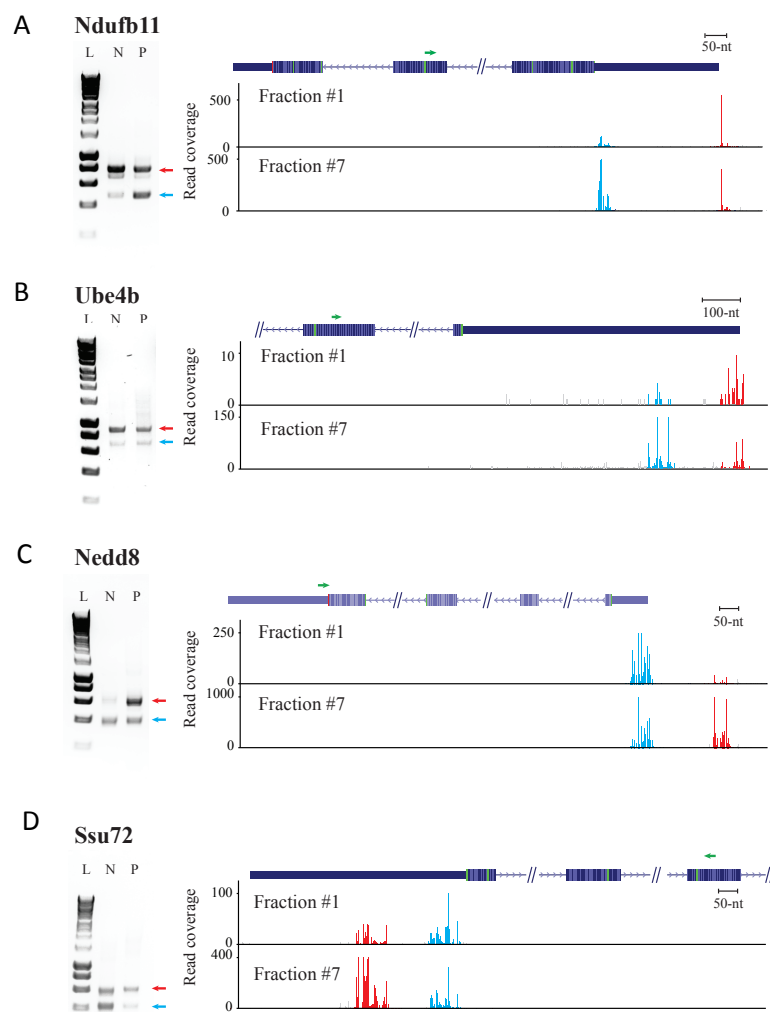 A
Ndufb11
L N P
50-nt
Read coverage
500
0
Fraction #1
500
0
Fraction #7
B
Ube4b
L N P
100-nt
Read coverage
10
0
Fraction #1
150
0
Fraction #7
C
Nedd8
L N P
50-nt
Read coverage
250
0
Fraction #1
1000
0
Fraction #7
D
Ssu72
L N P
50-nt
Read coverage
100
0
Fraction #1
400
0
Fraction #7